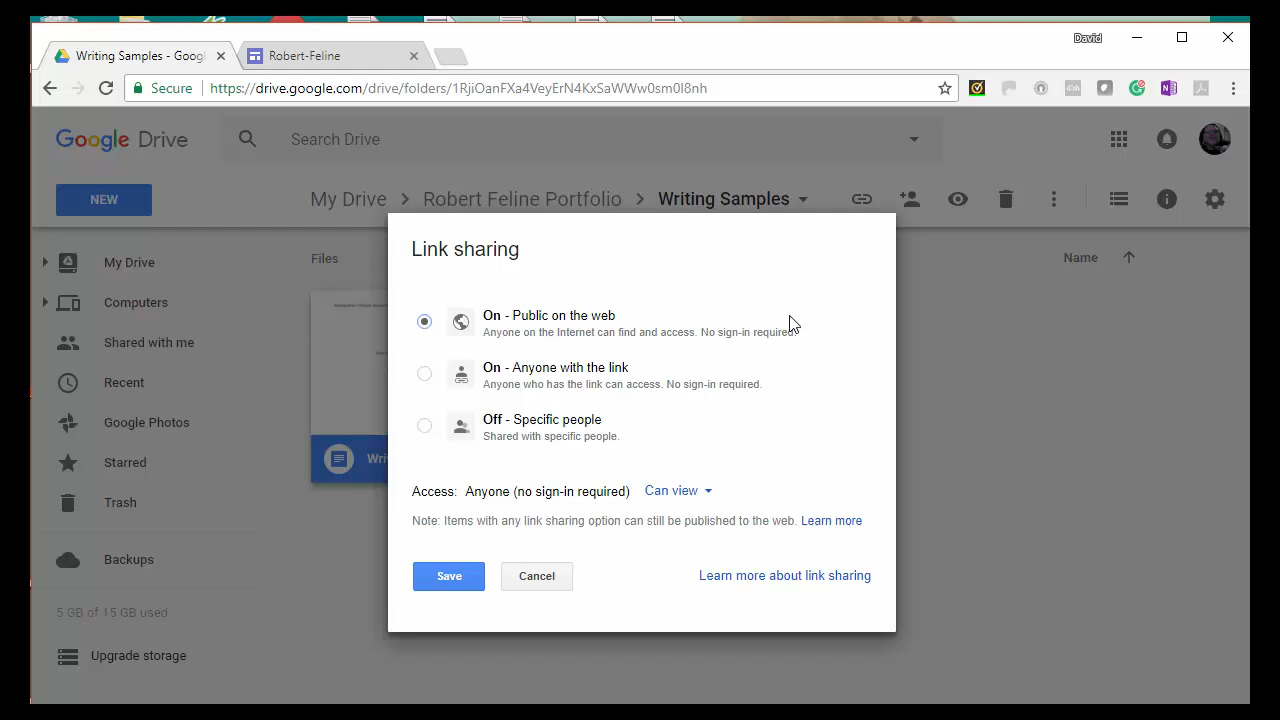 David
Writing Samples - Googl
Robert-Feline
Secure
https://drive.google.com/drive/folders/1RjiOanFXa4VeyErN4KxSaWWw0sm0I8nh
Google Drive
Search Drive
NEW
My Drive
Robert Feline Portfolio
Writing Samples
My Drive
Computers
Shared with me
Recent
Google Photos
Starred
Trash
Backups
5 GB of 15 GB used
Upgrade storage
Files
Name
Wri
Link sharing
On - Public on the web
Anyone on the Internet can find and access. No sign-in required.
On - Anyone with the link
Anyone who has the link can access. No sign-in required.
Off - Specific people
Shared with specific people.
Access: Anyone (no sign-in required) Can view
Note: Items with any link sharing option can still be published to the web. Learn more
Save
Cancel
Learn more about link sharing